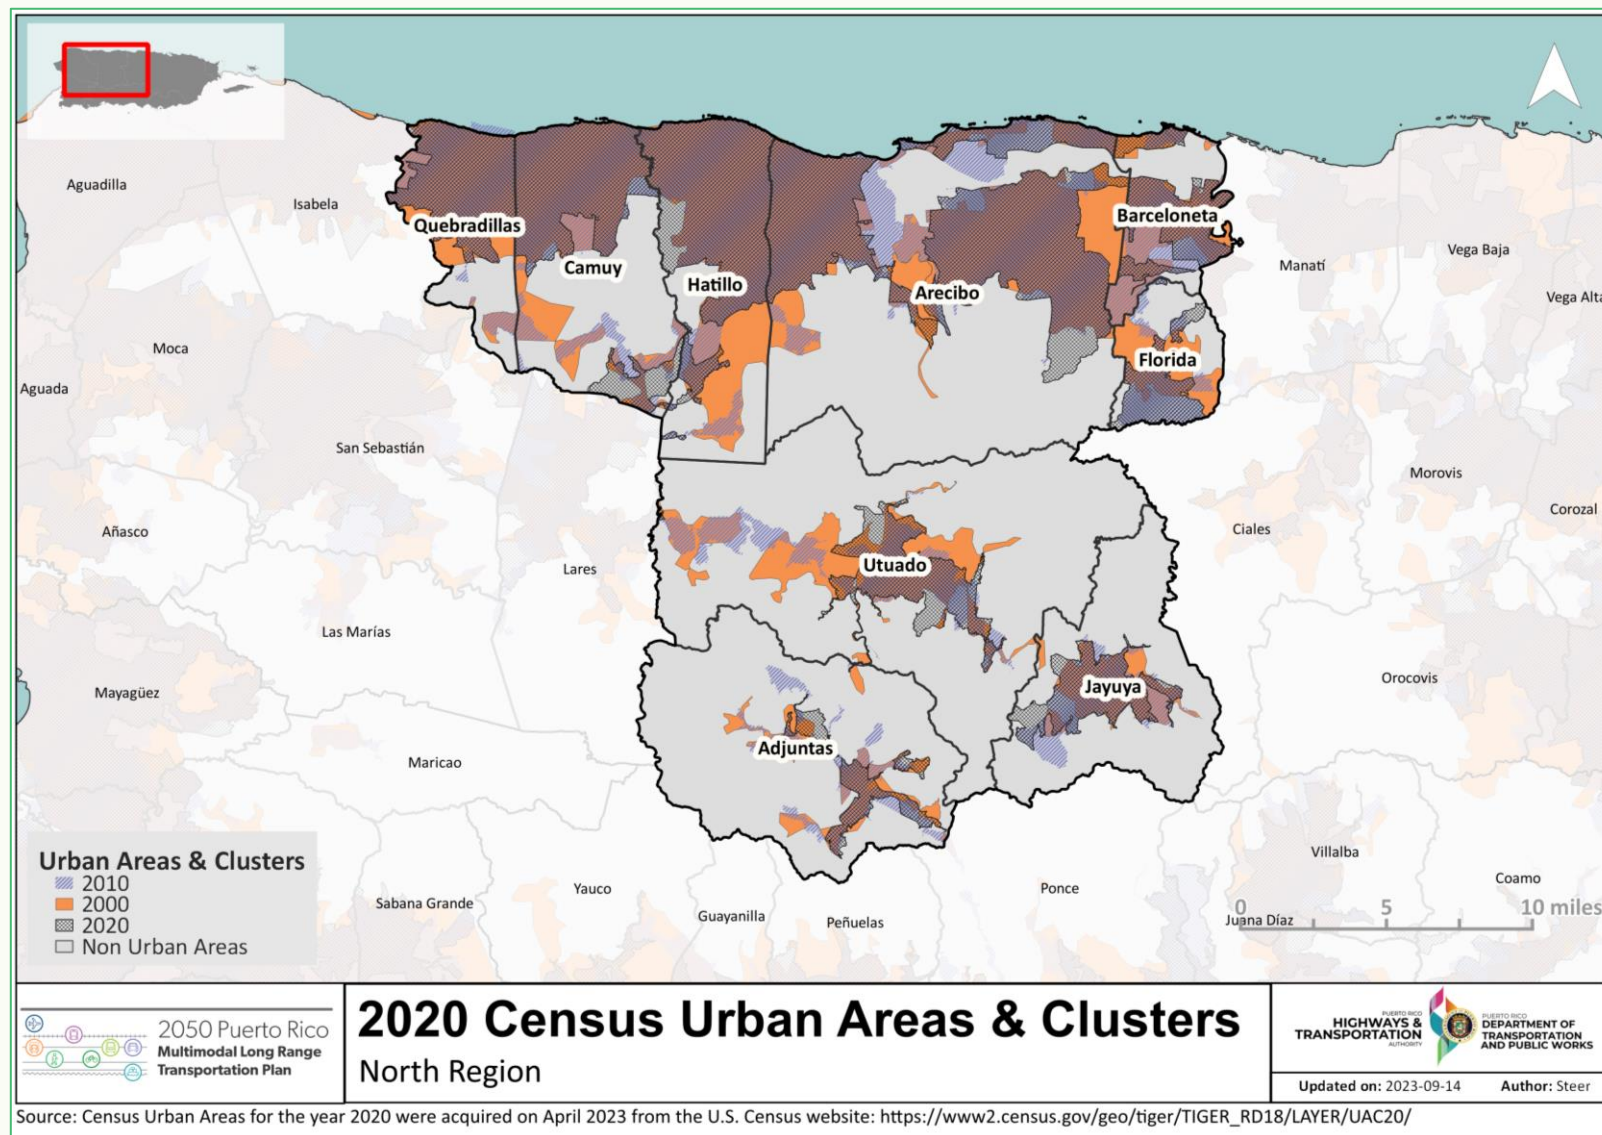 Aguadilla
Isabela
Quebradillas
Camuy
Hatillo
Arecibo
Barceloneta
Manatí
Vega Baja
Vega Alta
Moca
Aguada
Florida
San Sebastián
Morovis
Corozal
Añasco
Ciales
Lares
Utuado
Las Marías
Mayagüez
Jayuya
Orocovis
Adjuntas
Maricao
Villalba
Coamo
Yauco
Sabana Grande
Guayanilla
Peñuelas
Ponce
Juana Díaz
Urban Areas & Clusters
2010
2000
2020
Non Urban Areas
0 5 10 miles
2050 Puerto Rico
Multimodal Long Range
Transportation Plan
2020 Census Urban Areas & Clusters
North Region
PUERTO RICO
HIGHWAYS &
TRANSPORTATION
AUTHORITY
PUERTO RICO
DEPARTMENT OF
TRANSPORTATION
AND PUBLIC WORKS
Updated on: 2023-09-14 Author: Steer
Source: Census Urban Areas for the year 2020 were acquired on April 2023 from the U.S. Census website: https://www2.census.gov/geo/tiger/TIGER_RD18/LAYER/UAC20/